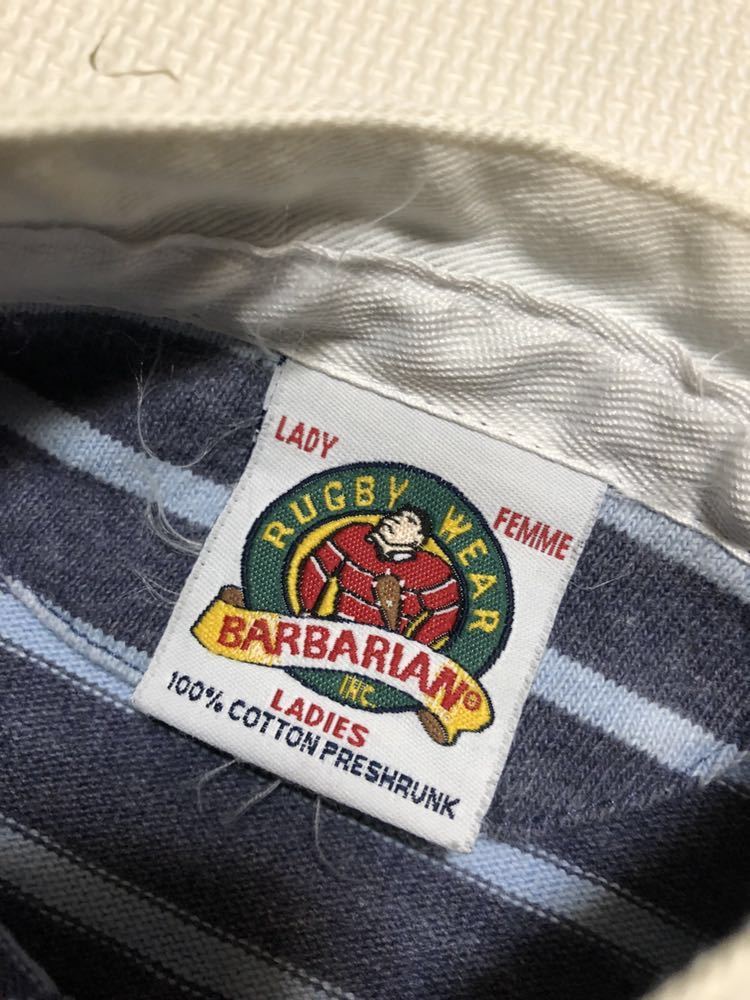 LADY
FEMME
RUGBY WEAR
BARBARIAN®
INC.
LADIES
100% COTTON PRESHRUNK